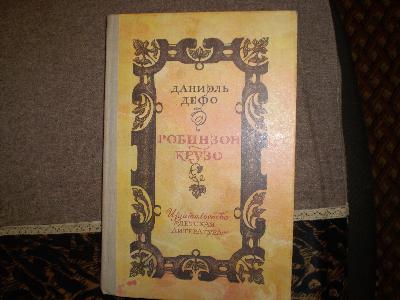 ДАНИЭЛЬ
ДЕФО
РОБИНЗОН
КРУЗО
Издательство
«ДЕТСКАЯ
ЛИТЕРАТУРА»